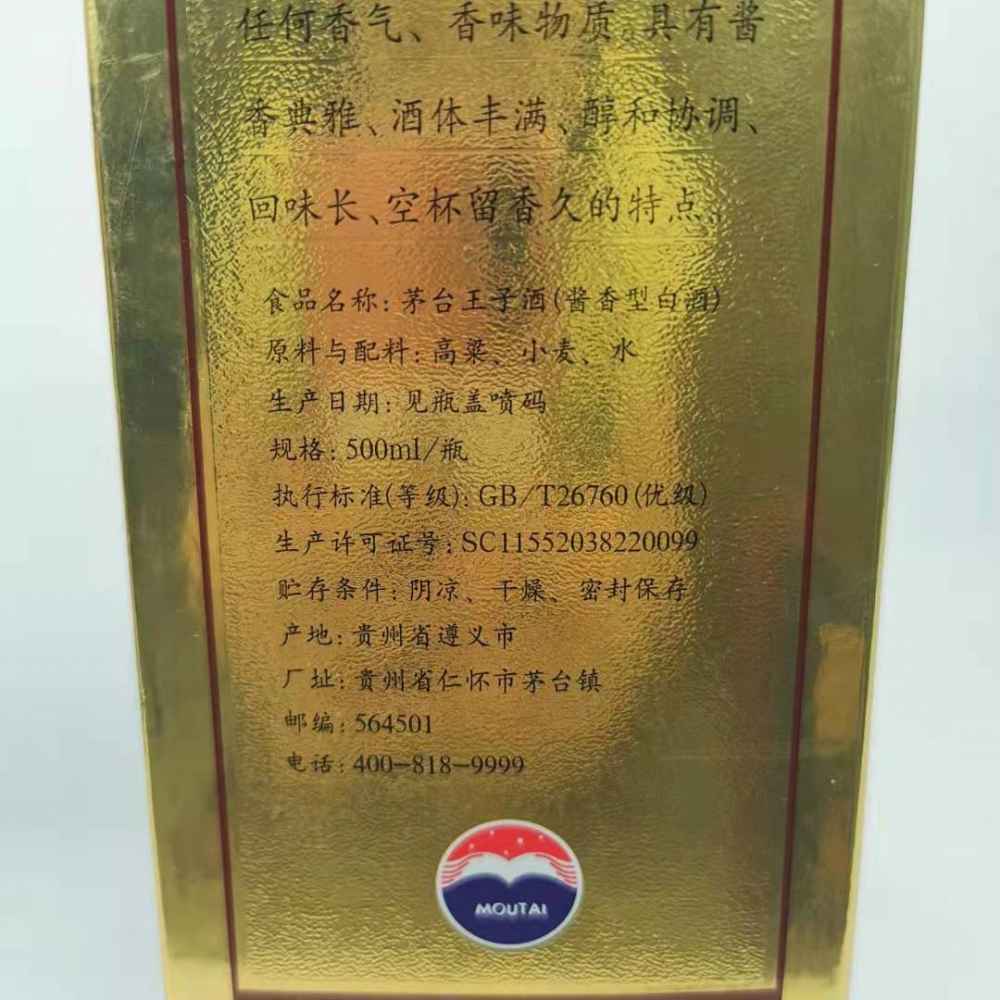 任何香气、香味物质。具有酱
香典雅、酒体丰满、醇和协调、
回味长、空杯留香久的特点。
食品名称:茅台王子酒(酱香型白酒)
原料与配料:高粱、小麦、水
生产日期:见瓶盖喷码
规格:500ml/瓶
执行标准(等级):GB/T26760(优级)
生产许可证号:SC11552038220099
贮存条件:阴凉、干燥、密封保存
产地:贵州省遵义市
厂址:贵州省仁怀市茅台镇
邮编:564501
电话:400-818-9999
MOUTAI